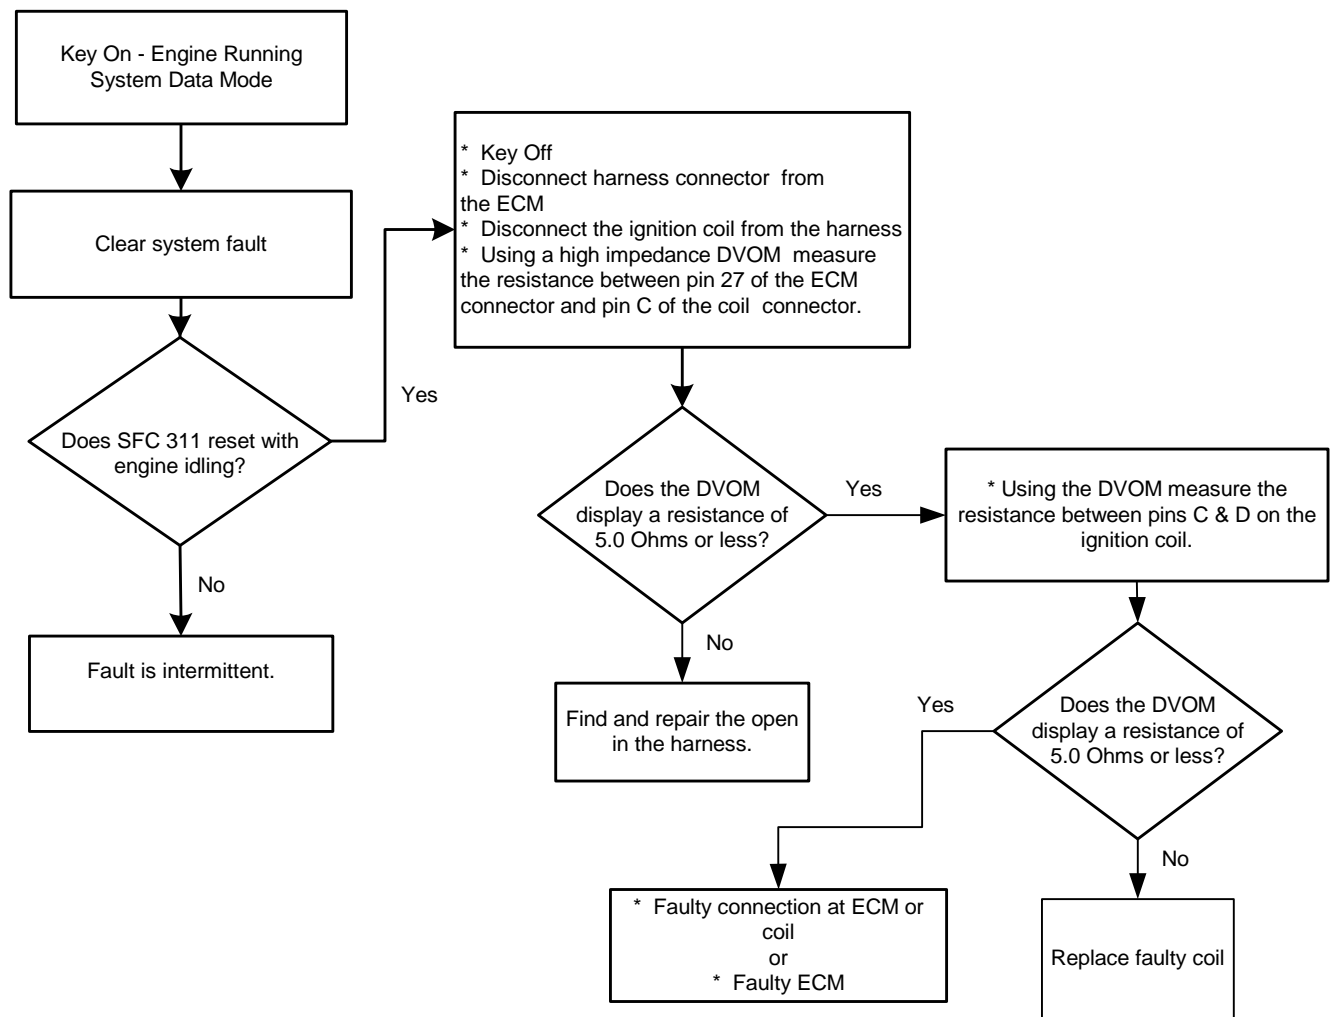 Key On - Engine Running
System Data Mode
Clear system fault
Does SFC 311 reset with
engine idling?
Yes
No
Fault is intermittent.
* Key Off
* Disconnect harness connector from
the ECM
* Disconnect the ignition coil from the harness
* Using a high impedance DVOM measure
the resistance between pin 27 of the ECM
connector and pin C of the coil connector.
Does the DVOM
display a resistance of
5.0 Ohms or less?
Yes
No
Find and repair the open
in the harness.
* Using the DVOM measure the
resistance between pins C & D on the
ignition coil.
Does the DVOM
display a resistance of
5.0 Ohms or less?
Yes
No
* Faulty connection at ECM or
coil
or
* Faulty ECM
Replace faulty coil